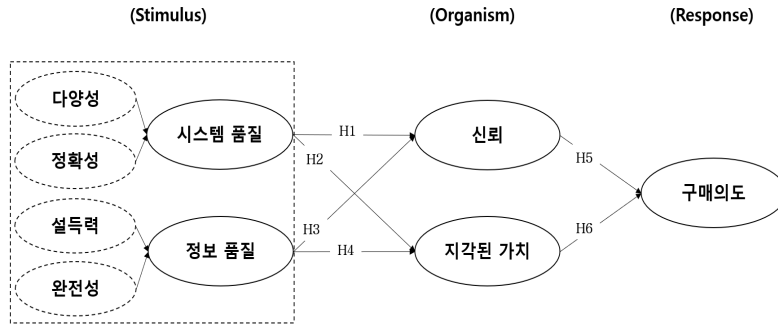 (Stimulus) (Organism) (Response)
다양성
시스템 품질
정확성
설득력
정보 품질
완전성
H1
H2
H3
H4
신뢰
지각된 가치
H5
H6
구매의도